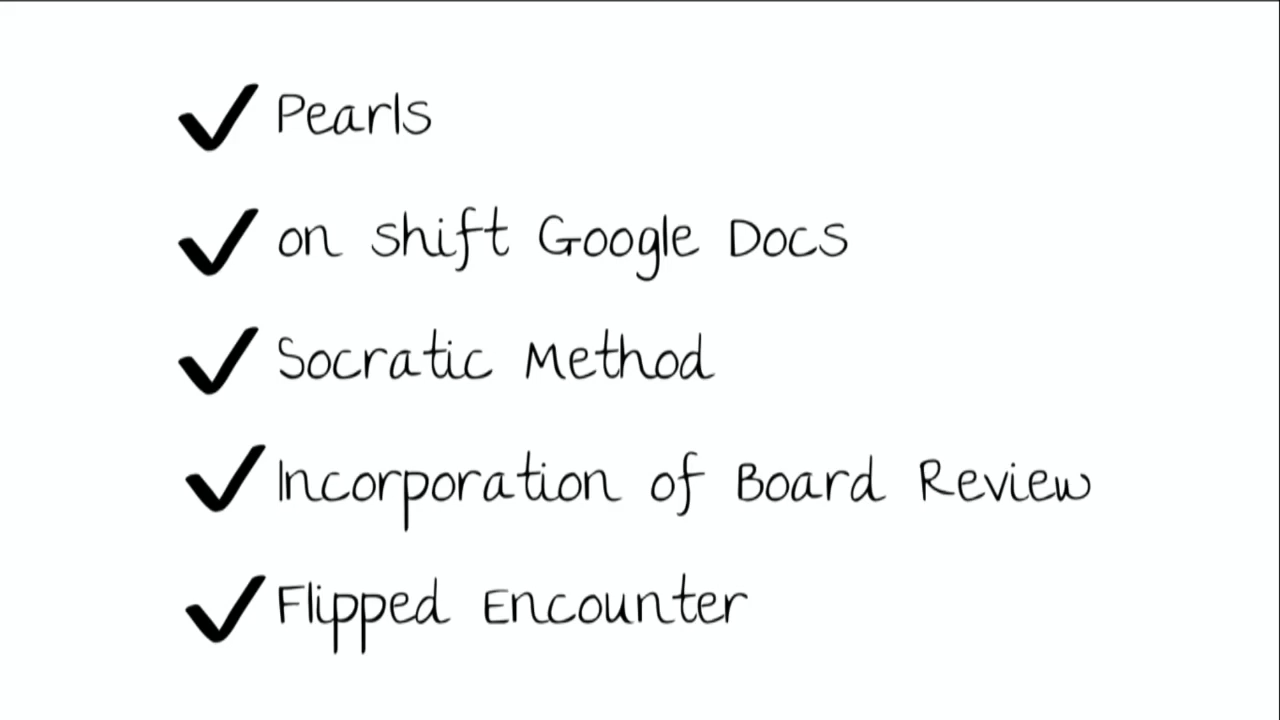 Pearls
on shift Google Docs
Socratic Method
Incorporation of Board Review
Flipped Encounter